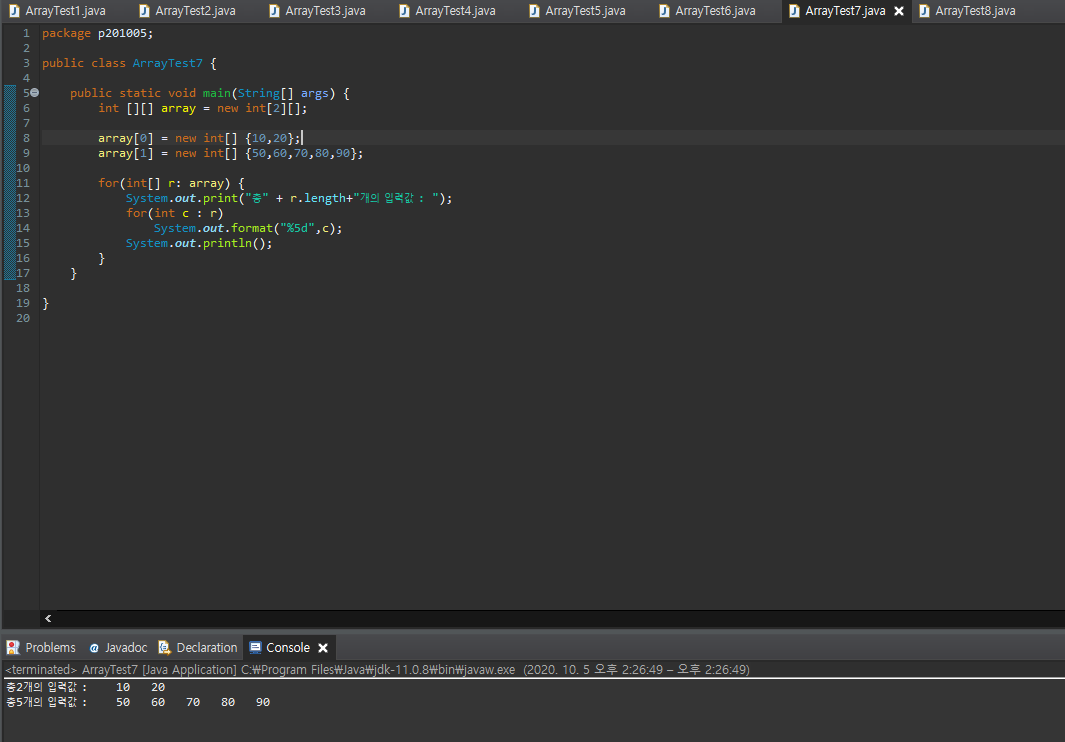 ArrayTest1.java ArrayTest2.java ArrayTest3.java ArrayTest4.java ArrayTest5.java ArrayTest6.java ArrayTest7.java ArrayTest8.java
1 package p201005;
2
3 public class ArrayTest7 {
4
5 public static void main(String[] args) {
6 int [][] array = new int[2][];
7
8 array[0] = new int[] {10,20};
9 array[1] = new int[] {50,60,70,80,90};
10
11 for(int[] r: array) {
12 System.out.print("총" + r.length+"개의 입력값 : ");
13 for(int c : r)
14 System.out.format("%5d",c);
15 System.out.println();
16 }
17 }
18
19 }
20
Problems Javadoc Declaration Console
<terminated> ArrayTest7 [Java Application] C:₩Program Files₩Java₩jdk-11.0.8₩bin₩javaw.exe (2020. 10. 5 오후 2:26:49 – 오후 2:26:49)
총2개의 입력값 : 10 20
총5개의 입력값 : 50 60 70 80 90